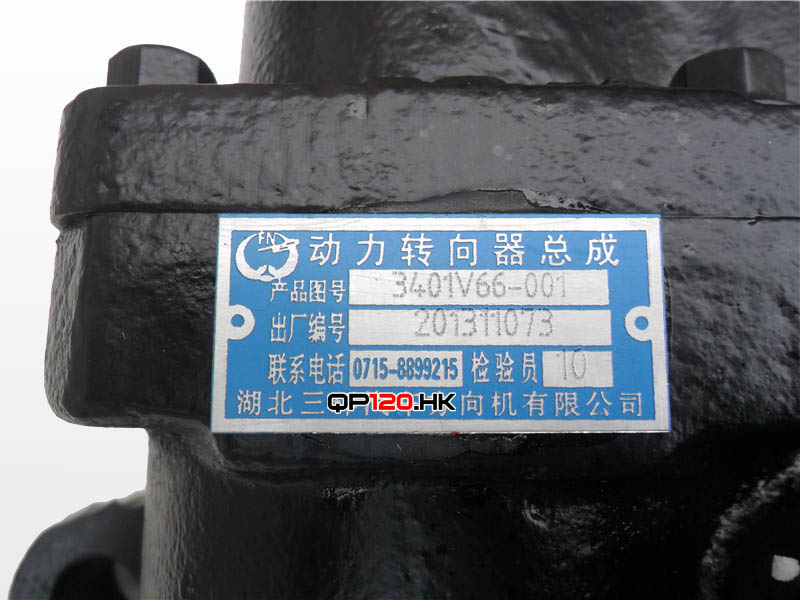 FN 动力转向器总成
产品图号 3401V66-001
出厂编号 201311073
联系电话 0715-8899215 检验员 10
湖北三 向机有限公司
QP120.HK